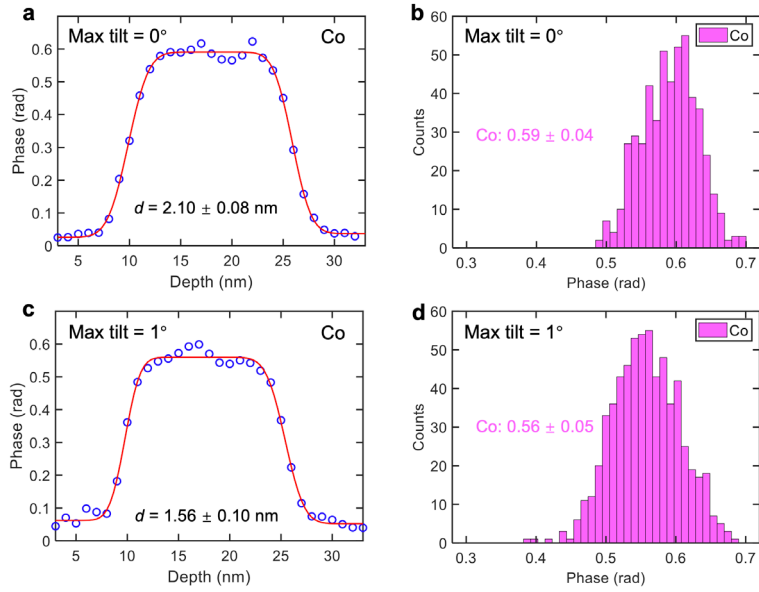 a
Max tilt = 0°
Co
0.6
0.5
0.4
0.3
0.2
0.1
0
Phase (rad)
d = 2.10 ± 0.08 nm
5 10 15 20 25 30
Depth (nm)
b
Max tilt = 0°
Co
60
50
40
30
20
10
0
Counts
Co: 0.59 ± 0.04
0.3 0.4 0.5 0.6 0.7
Phase (rad)
c
Max tilt = 1°
Co
0.6
0.5
0.4
0.3
0.2
0.1
0
Phase (rad)
d = 1.56 ± 0.10 nm
5 10 15 20 25 30
Depth (nm)
d
Max tilt = 1°
Co
60
50
40
30
20
10
0
Counts
Co: 0.56 ± 0.05
0.3 0.4 0.5 0.6 0.7
Phase (rad)